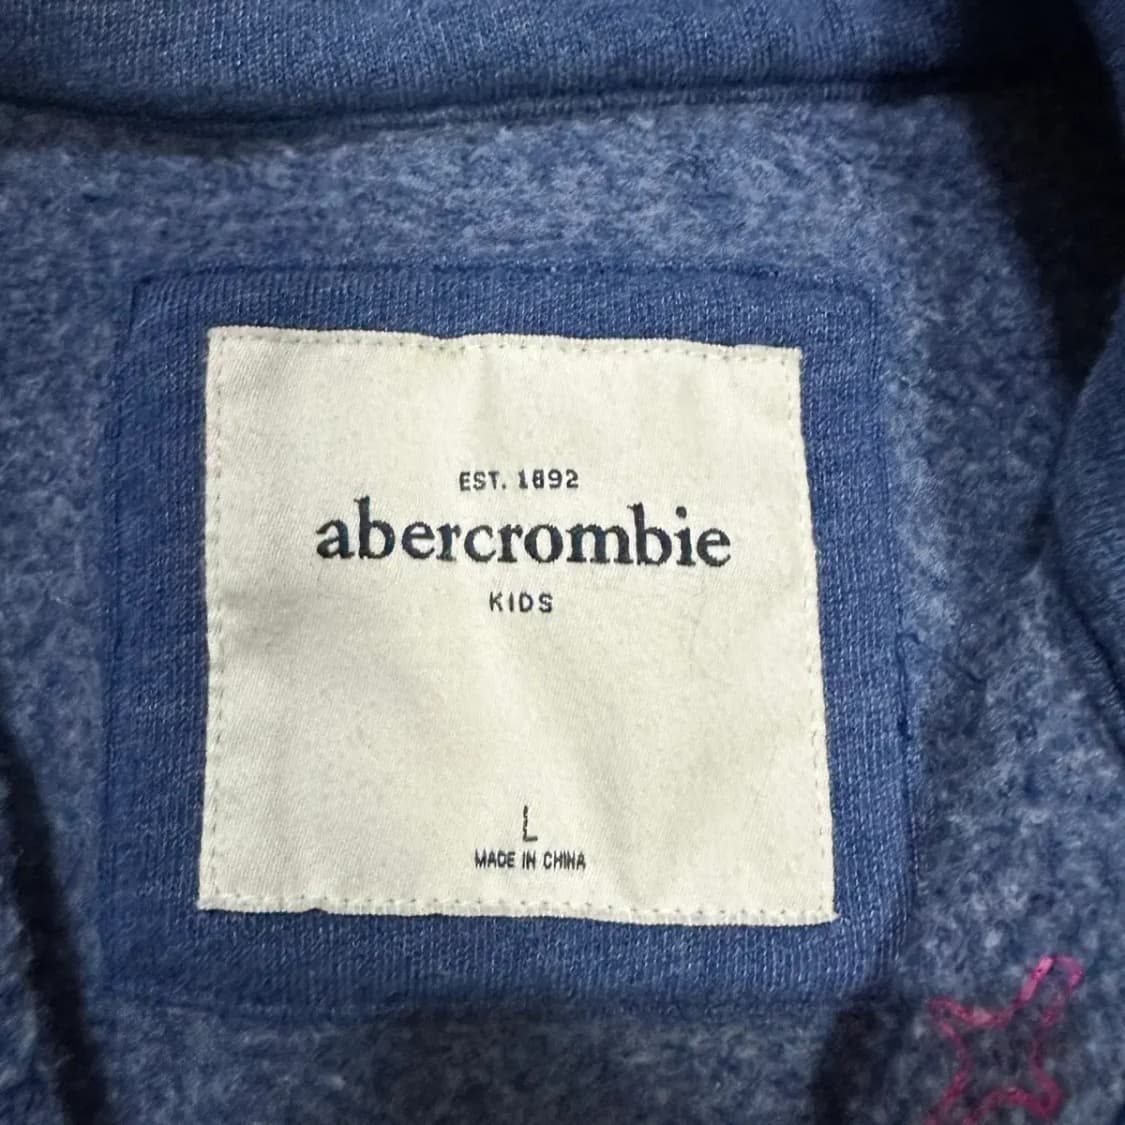 EST. 1892
abercrombie
KIDS
L
MADE IN CHINA